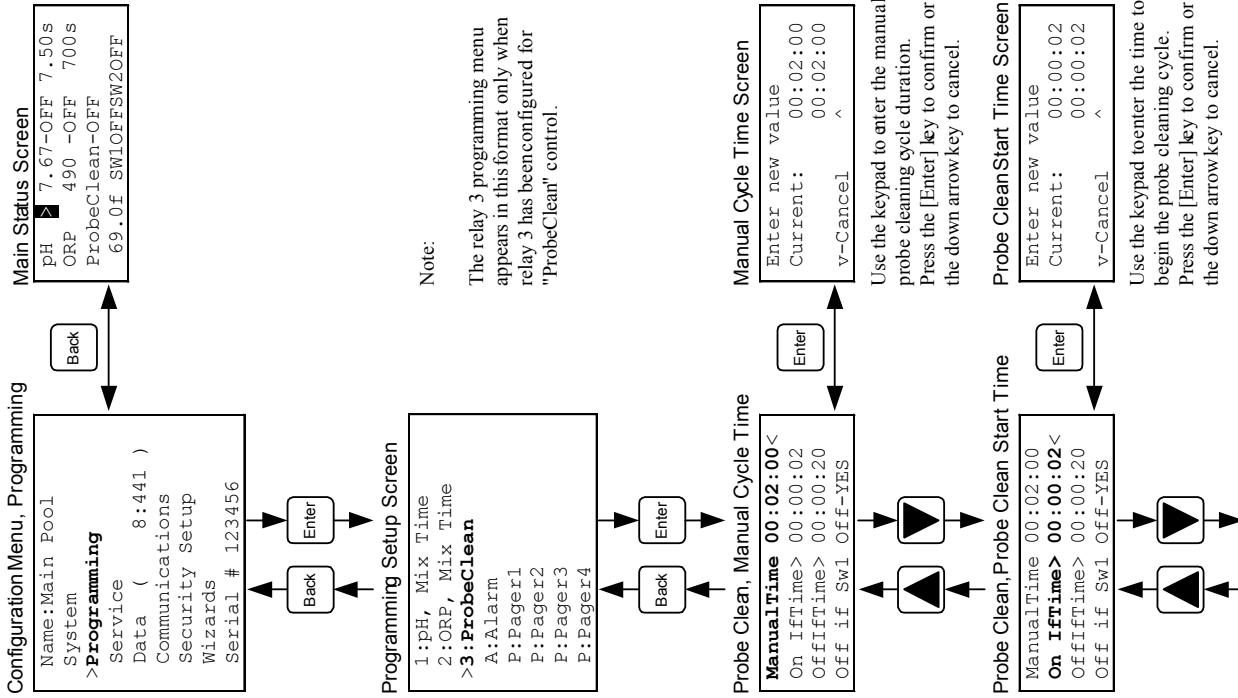 Configuration Menu, Programming
Name:Main Pool
System
>Programming
Service
Data ( 8:441 )
Communications
Security Setup
Wizards
Serial # 123456
Back
Main Status Screen
pH > 7.67-OFF 7.50s
ORP 490 -OFF 700s
ProbeClean-OFF
69.0f SW1OFFSW2OFF
Back
Enter
Programming Setup Screen
1:pH, Mix Time
2:ORP, Mix Time
>3:ProbeClean
A:Alarm
P:Pager1
P:Pager2
P:Pager3
P:Pager4
Note:
The relay 3 programming menu
appears in this format only when
relay 3 has been configured for
"ProbeClean" control.
Back
Enter
Probe Clean, Manual Cycle Time
ManualTime 00:02:00<
On IfTime> 00:00:02
OffIfTime> 00:00:20
Off if Sw1 Off-YES
Enter
Manual Cycle Time Screen
Enter new value
Current: 00:02:00
00:02:00
v-Cancel ^
Use the keypad to enter the manual
probe cleaning cycle duration.
Press the [Enter] key to confirm or
the down arrow key to cancel.
Probe Clean, Probe Clean Start Time
ManualTime 00:02:00
On IfTime> 00:00:02<
OffIfTime> 00:00:20
Off if Sw1 Off-YES
Enter
Probe Clean Start Time Screen
Enter new value
Current: 00:00:02
00:00:02
v-Cancel ^
Use the keypad to enter the time to
begin the probe cleaning cycle.
Press the [Enter] key to confirm or
the down arrow key to cancel.